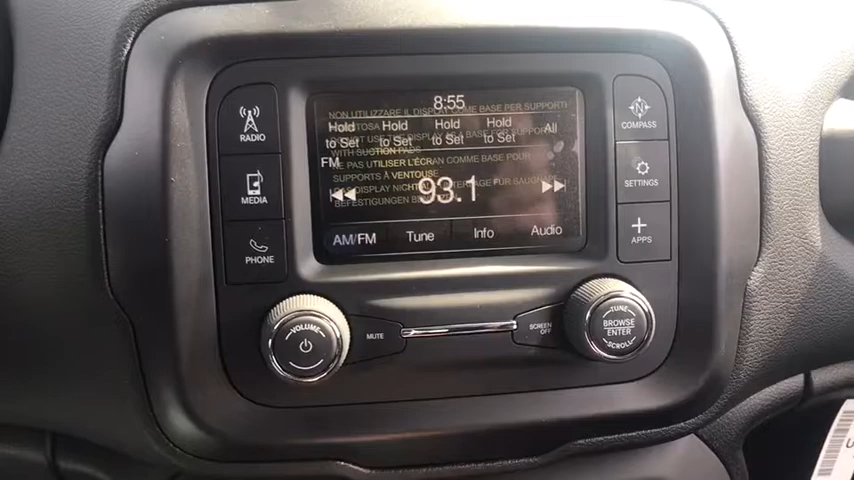 8:55
NON UTILIZZARE IL DISPLAY COME BASE PER SUPPORTI
Hold Hold Hold Hold All
to Set to Set to Set to Set
WITH SUCTION PADS
FM
NE PAS UTILISER L'ÉCRAN COMME BASE POUR
SUPPORTS À VENTOUSE
93.1
BEFESTIGUNGEN
AM/FM Tune Info Audio
RADIO
MEDIA
PHONE
N
COMPASS
SETTINGS
+
APPS
VOLUME
MUTE
SCREEN
OFF
TUNE
BROWSE
ENTER
SCROLL